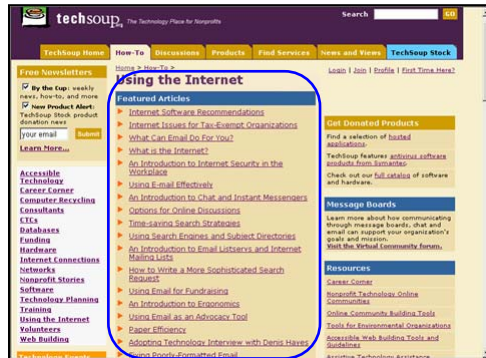 techsoup. The Technology Place for Nonprofits
Search GO
TechSoup Home How-To Discussions Products Find Services News and Views TechSoup Stock
Home > How-To >
Login | Join | Profile | First Time Here?
Using the Internet
Free Newsletters
By the Cup: weekly
news, how-to, and more
New Product Alert:
TechSoup Stock product
donation news
your email Submit
Learn More...
Accessible
Technology
Career Corner
Computer Recycling
Consultants
CTCs
Databases
Funding
Hardware
Internet Connections
Networks
Nonprofit Stories
Software
Technology Planning
Training
Using the Internet
Volunteers
Web Building
Technology Events
Featured Articles
Internet Software Recommendations
Internet Issues for Tax-Exempt Organizations
What Can Email Do For You?
What is the Internet?
An Introduction to Internet Security in the
Workplace
Using E-mail Effectively
An Introduction to Chat and Instant Messengers
Options for Online Discussions
Time-saving Search Strategies
Using Search Engines and Subject Directories
An Introduction to Email Listservs and Internet
Mailing Lists
How to Write a More Sophisticated Search
Request
Using Email for Fundraising
An Introduction to Ergonomics
Using Email as an Advocacy Tool
Paper Efficiency
Adopting Technology Interview with Denis Hayes
Fixing Poorly-Formatted Email
Get Donated Products
Find a selection of hosted
applications.
TechSoup features antivirus software
products from Symantec.
Check out our full catalog of software
and hardware.
Message Boards
Learn more about how communicating
through message boards, chat and
email can support your organization's
goals and mission.
Visit the Virtual Community forum.
Resources
Career Corner
Nonprofit Technology Online
Communities
Online Community Building Tools
Tools for Environmental Organizations
Accessible Web Building Tools and
Guidelines
Assistive Technology Assistance